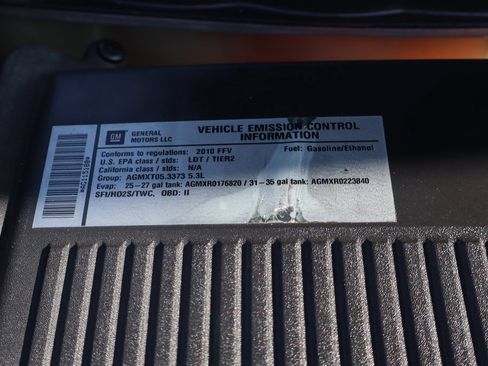 GM
GENERAL
MOTORS LLC
VEHICLE EMISSION CONTROL
INFORMATION
Conforms to regulations: 2010 FFV
Fuel: Gasoline/Ethanol
U.S. EPA class / stds: LDT / TIER2
California class / stds: N/A
Group: AGMXT05.3373 5.3L
Evap: 25-27 gal tank: AGMXR0176820 / 31-35 gal tank: AGMXR0223840
SFI/HO2S/TWC, OBD: II